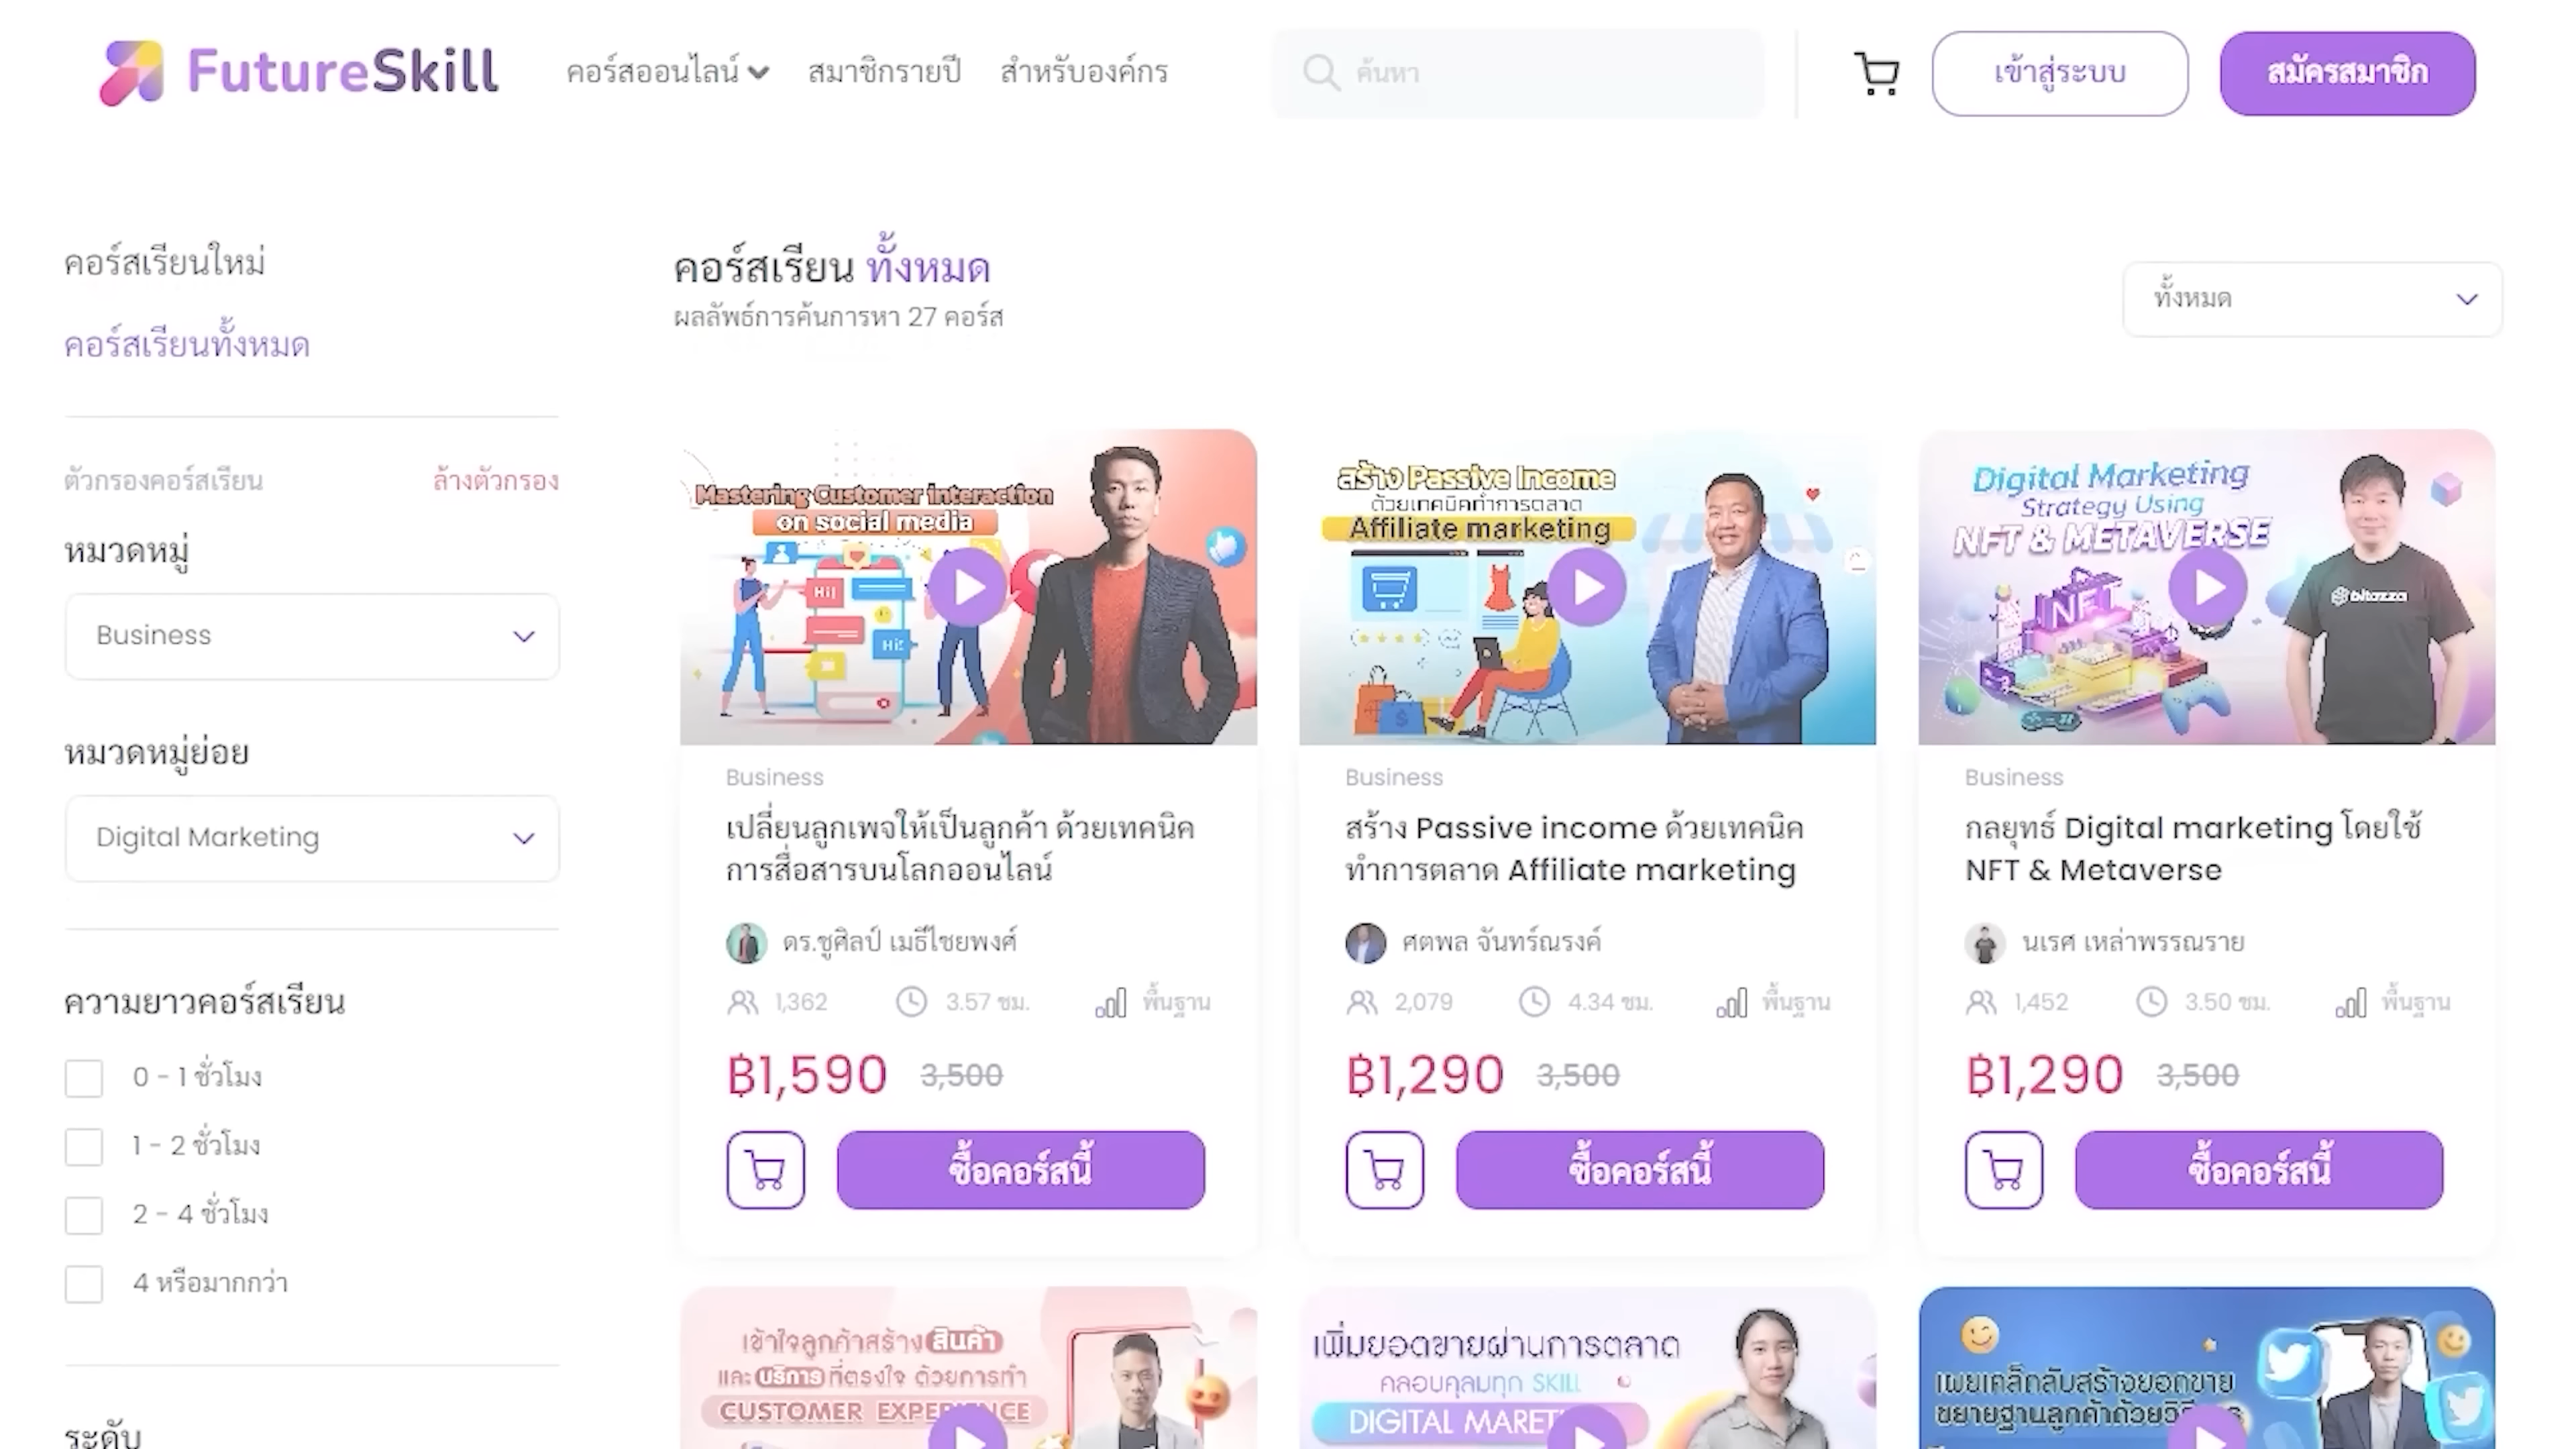 FutureSkill
คอร์สออนไลน์
สมาชิกรายปี
สำหรับองค์กร
ค้นหา
เข้าสู่ระบบ
สมัครสมาชิก
คอร์สเรียนใหม่
คอร์สเรียนทั้งหมด
ตัวกรองคอร์สเรียน
ล้างตัวกรอง
หมวดหมู่
Business
หมวดหมู่ย่อย
Digital Marketing
ความยาวคอร์สเรียน
0 - 1 ชั่วโมง
1 - 2 ชั่วโมง
2 - 4 ชั่วโมง
4 หรือมากกว่า
ระดับ
คอร์สเรียน ทั้งหมด
ผลลัพธ์การค้นการหา 27 คอร์ส
ทั้งหมด
Mastering Customer interaction
on social media
Hi!
Hi!
Business
เปลี่ยนลูกเพจให้เป็นลูกค้า ด้วยเทคนิค
การสื่อสารบนโลกออนไลน์
ดร.ชูศิลป์ เมธีไชยพงศ์
1,362
3.57 ชม.
พื้นฐาน
฿1,590
3,500
ซื้อคอร์สนี้
สร้าง Passive Income
ด้วยเทคนิคทำการตลาด
Affiliate marketing
Business
สร้าง Passive income ด้วยเทคนิค
ทำการตลาด Affiliate marketing
ศตพล จันทร์ณรงค์
2,079
4.34 ชม.
พื้นฐาน
฿1,290
3,500
ซื้อคอร์สนี้
Digital Marketing
Strategy Using
NFT & METAVERSE
NFT
bitazza
Business
กลยุทธ์ Digital marketing โดยใช้
NFT & Metaverse
นเรศ เหล่าพรรณราย
1,452
3.50 ชม.
พื้นฐาน
฿1,290
3,500
ซื้อคอร์สนี้
เข้าใจลูกค้าสร้าง สินค้า
และ บริการ ที่ตรงใจ ด้วยการทำ
CUSTOMER
เพิ่มยอดขายผ่านการตลาด
คลอบคลุมทุก SKILL
DIGITAL
เผยเคล็ดลับสร้างยอดขาย
ขยายฐานลูกค้าด้วย